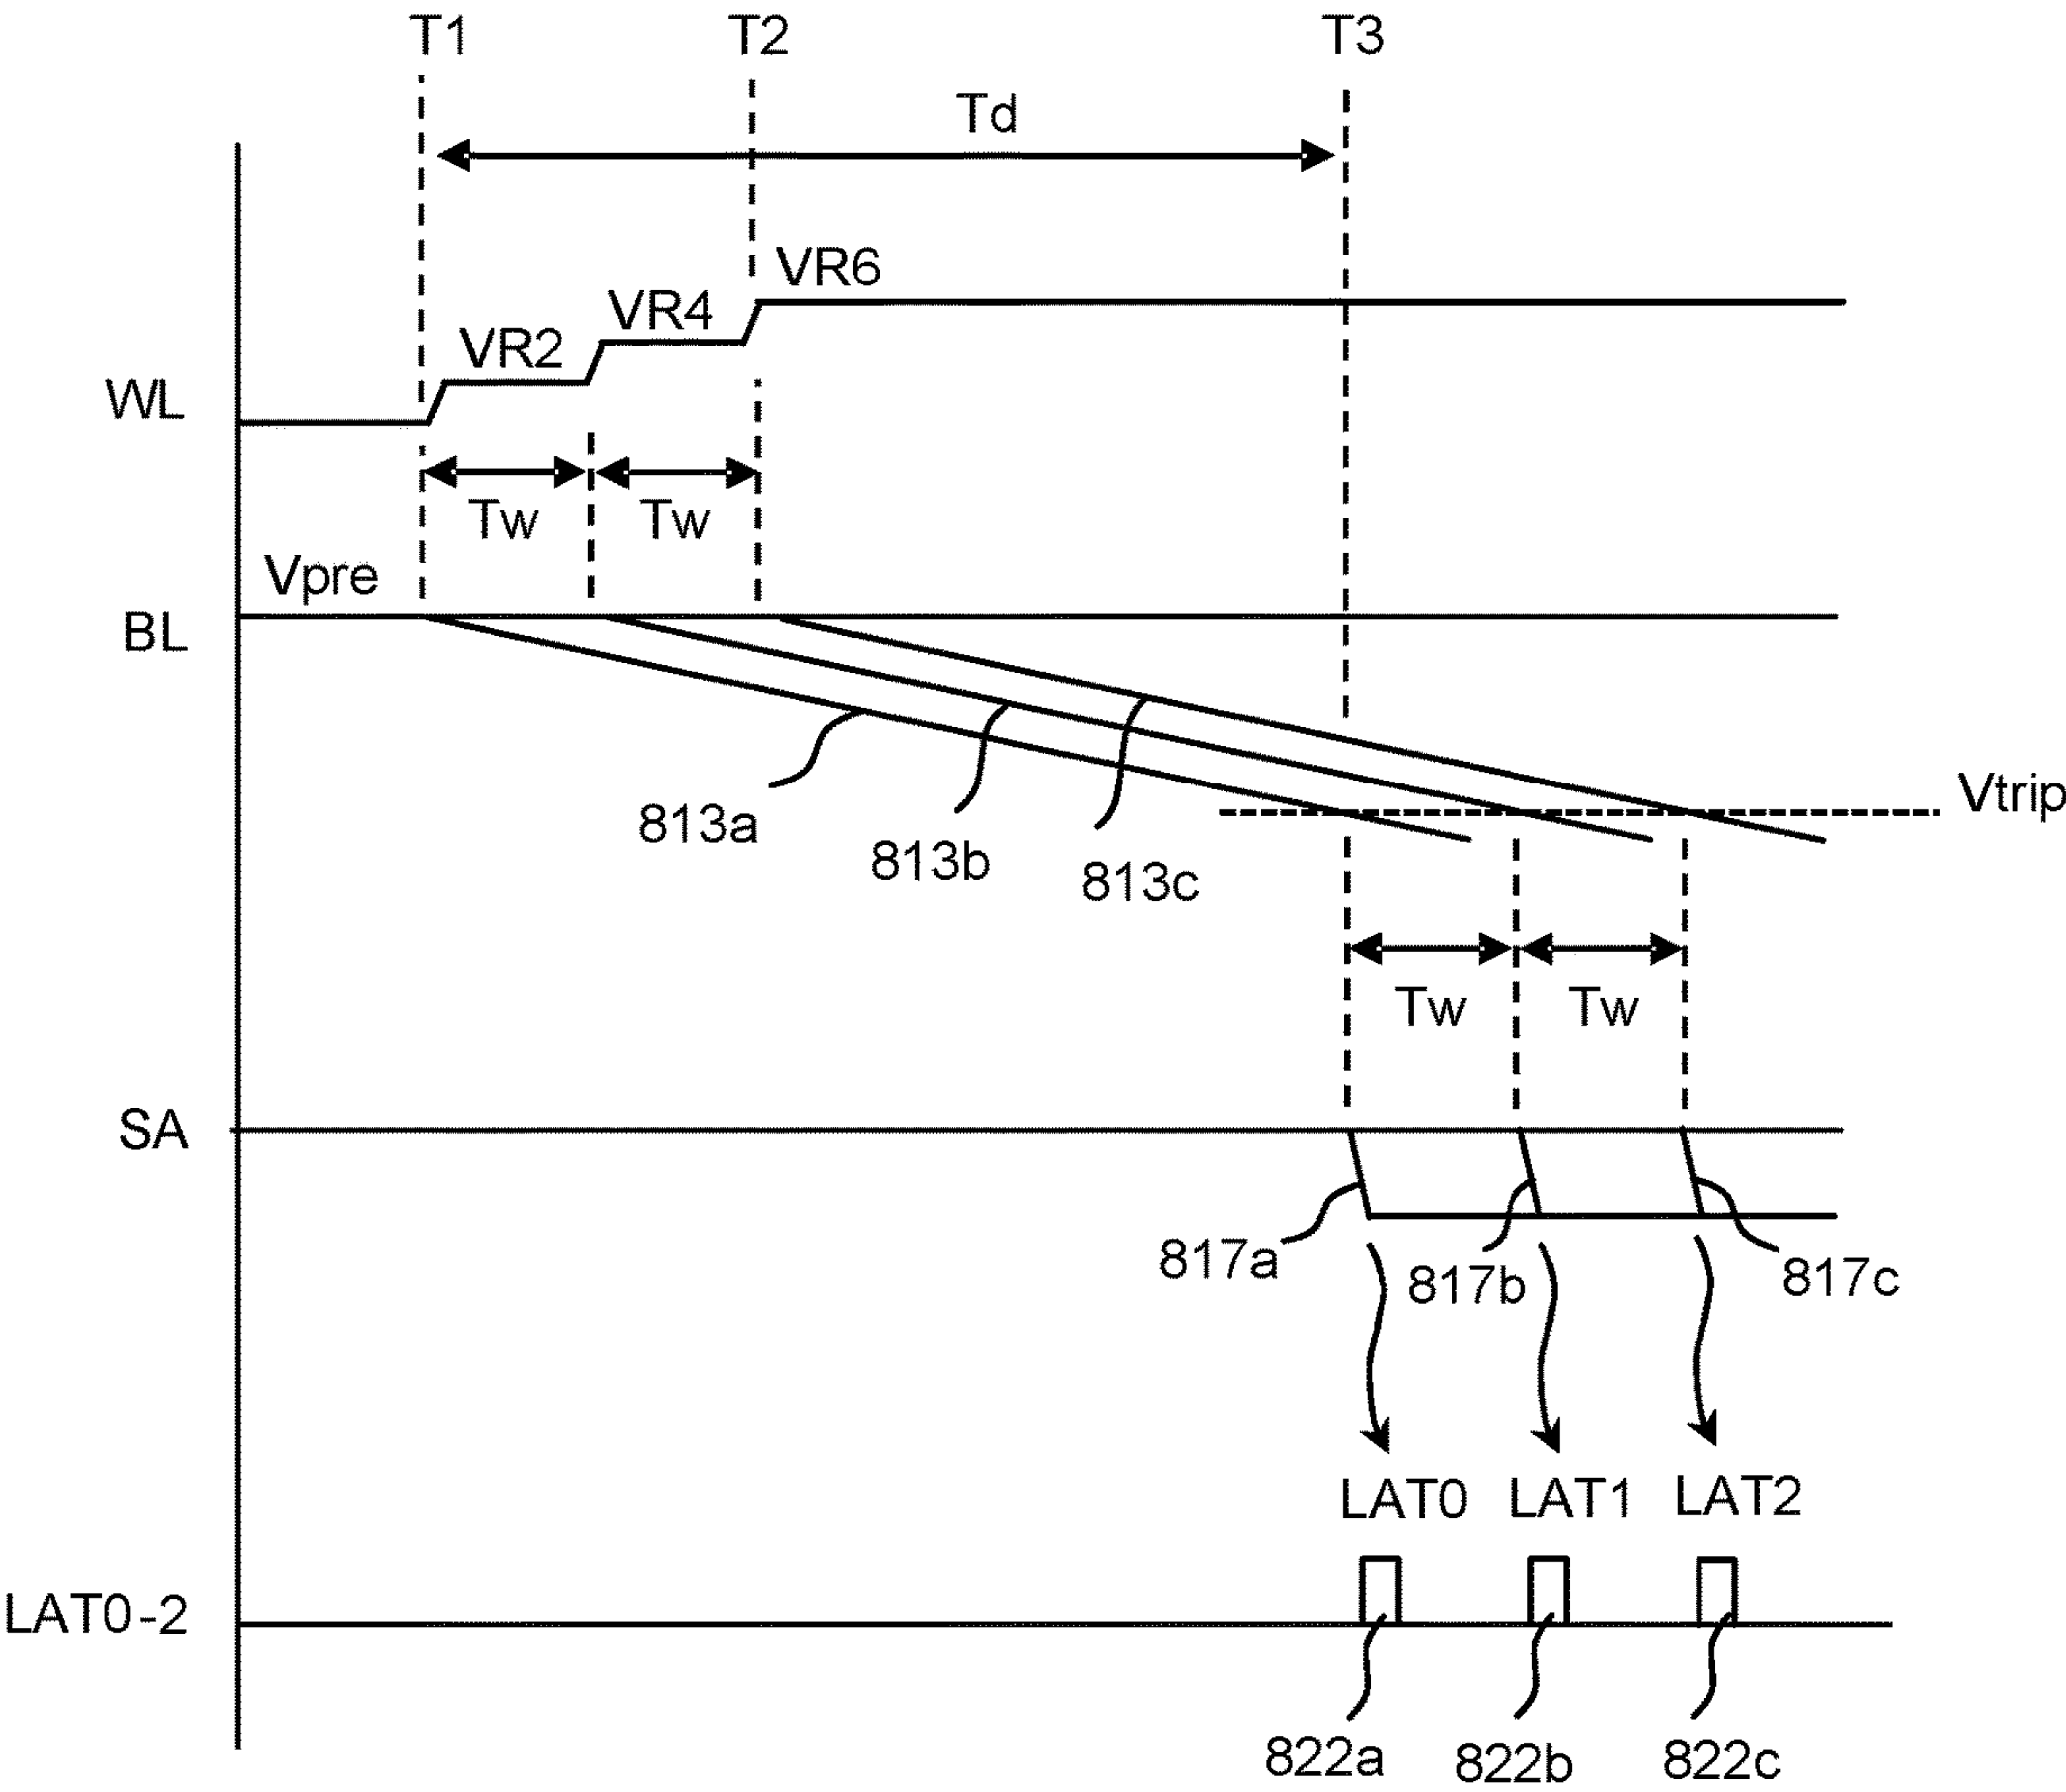 T1 T2 T3
Td
VR6
VR4
VR2
WL
Tw Tw
Vpre
BL
Vtrip
813a
813b
813c
Tw Tw
SA
817a
817b
817c
LAT0 LAT1 LAT2
LAT0-2
822a 822b 822c